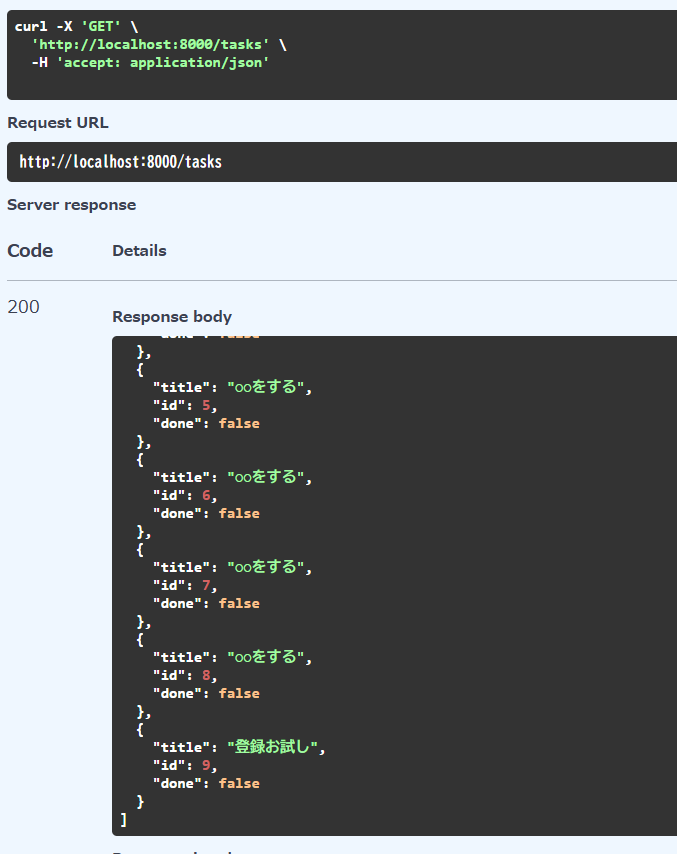 curl -X 'GET' \
  'http://localhost:8000/tasks' \
  -H 'accept: application/json'
Request URL
http://localhost:8000/tasks
Server response
Code Details
200
Response body
    "done": false
  },
  {
    "title": "○○をする",
    "id": 5,
    "done": false
  },
  {
    "title": "○○をする",
    "id": 6,
    "done": false
  },
  {
    "title": "○○をする",
    "id": 7,
    "done": false
  },
  {
    "title": "○○をする",
    "id": 8,
    "done": false
  },
  {
    "title": "登録お試し",
    "id": 9,
    "done": false
  }
]